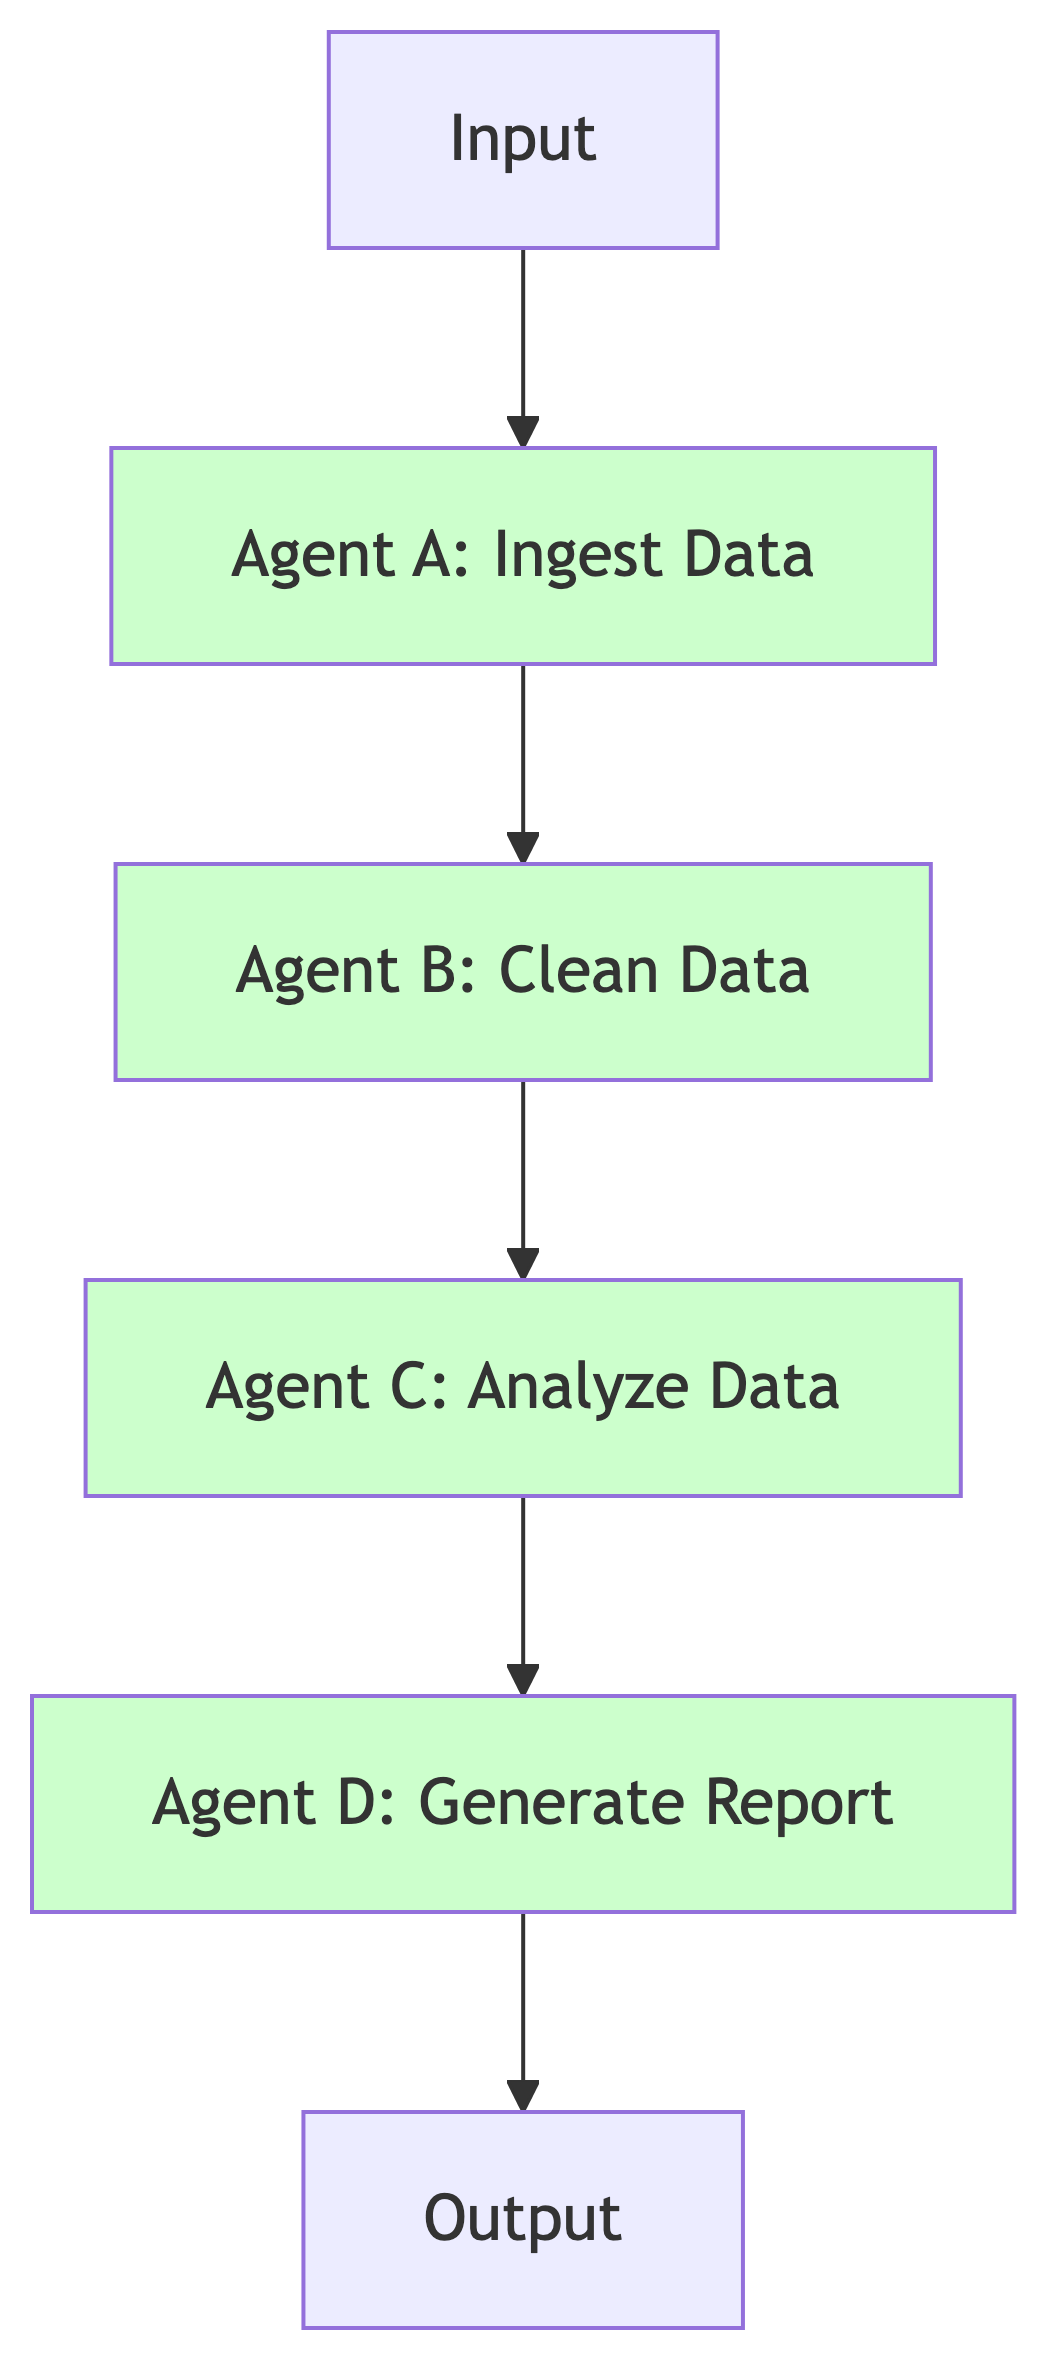 Input
Agent A: Ingest Data
Agent B: Clean Data
Agent C: Analyze Data
Agent D: Generate Report
Output